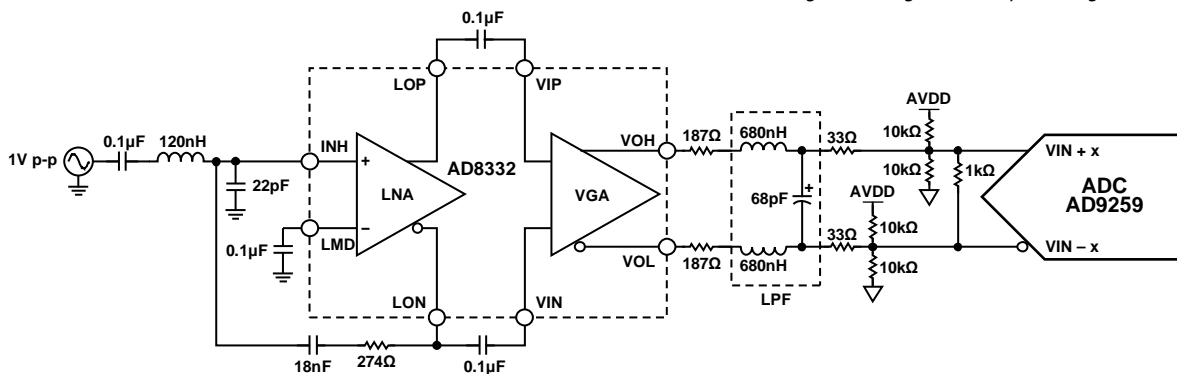 0.1µF
LOP
VIP
AVDD
1V p-p
0.1µF
120nH
INH
+
22pF
LNA
AD8332
–
LMD
0.1µF
VGA
VOH
187Ω
680nH
33Ω
10kΩ
10kΩ
1kΩ
VIN + x
ADC
AD9259
VIN – x
68pF
+
AVDD
33Ω
10kΩ
10kΩ
VOL
187Ω
680nH
LPF
LON
VIN
18nF
274Ω
0.1µF